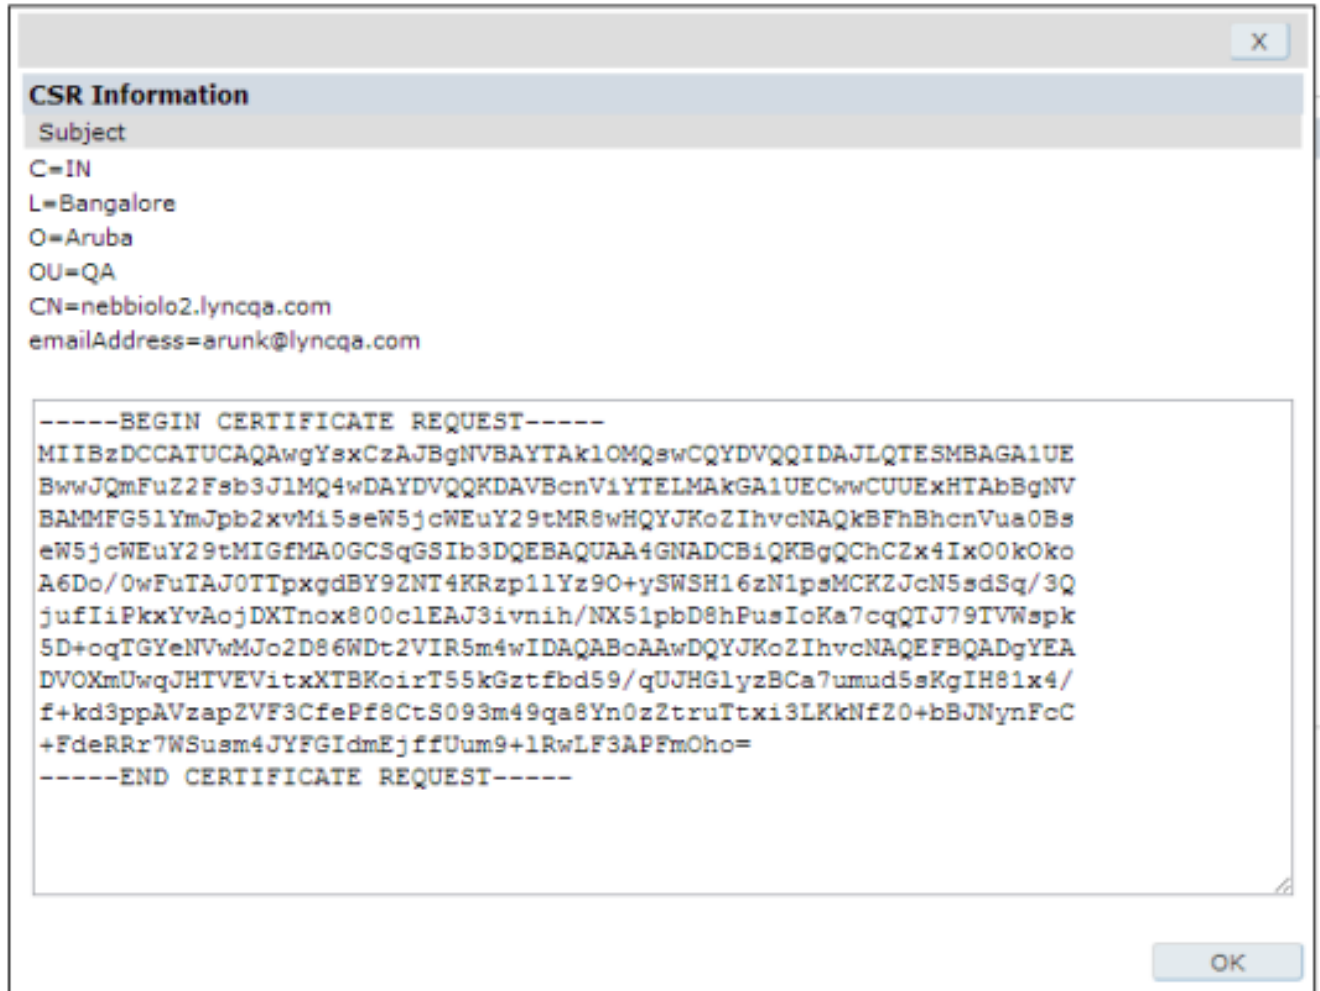 X
CSR Information
Subject
C=IN
L=Bangalore
O=Aruba
OU=QA
CN=nebbiolo2.lyncqa.com
emailAddress=arunk@lyncqa.com
-----BEGIN CERTIFICATE REQUEST-----
MIIBzDCCATUCAQAwgYsxCzAJBgNVBAYTAklOMQswCQYDVQQIDAJLQTESMBAGA1UE
BwwJQmFuZ2Fsb3JlMQ4wDAYDVQQKDAVBcnViYTELMAkGA1UECwwCUUExHTAbBgNV
BAMMFG5lYmJpb2xvMi5seW5jcWEuY29tMR8wHQYJKoZIhvcNAQkBFhBhcnVua0Bs
eW5jcWEuY29tMIGfMA0GCSqGSIb3DQEBAQUAA4GNADCBiQKBgQChCZx4IxO0kOko
A6Do/0wFuTAJ0TTpxgdBY9ZNT4KRzp1lYz9O+ySWSH16zN1psMCKZJcN5sdSq/3Q
jufIiPkxYvAojDXTnox800clEAJ3ivnih/NX51pbD8hPusIoKa7cqQTJ79TVWspk
5D+oqTGYeNVwMJo2D86WDt2VIR5m4wIDAQABoAAwDQYJKoZIhvcNAQEFBQADgYEA
DVOXmUwqJHTVEVitxXTBKoirT55kGztfbd59/qUJHGlyzBCa7umud5sKgIH81x4/
f+kd3ppAVzapZVF3CfePf8CtS093m49qa8Yn0zZtruTtxi3LKkNfZ0+bBJNynFcC
+FdeRRr7WSusm4JYFGIdmEjffUum9+lRwLF3APFmOho=
-----END CERTIFICATE REQUEST-----
OK